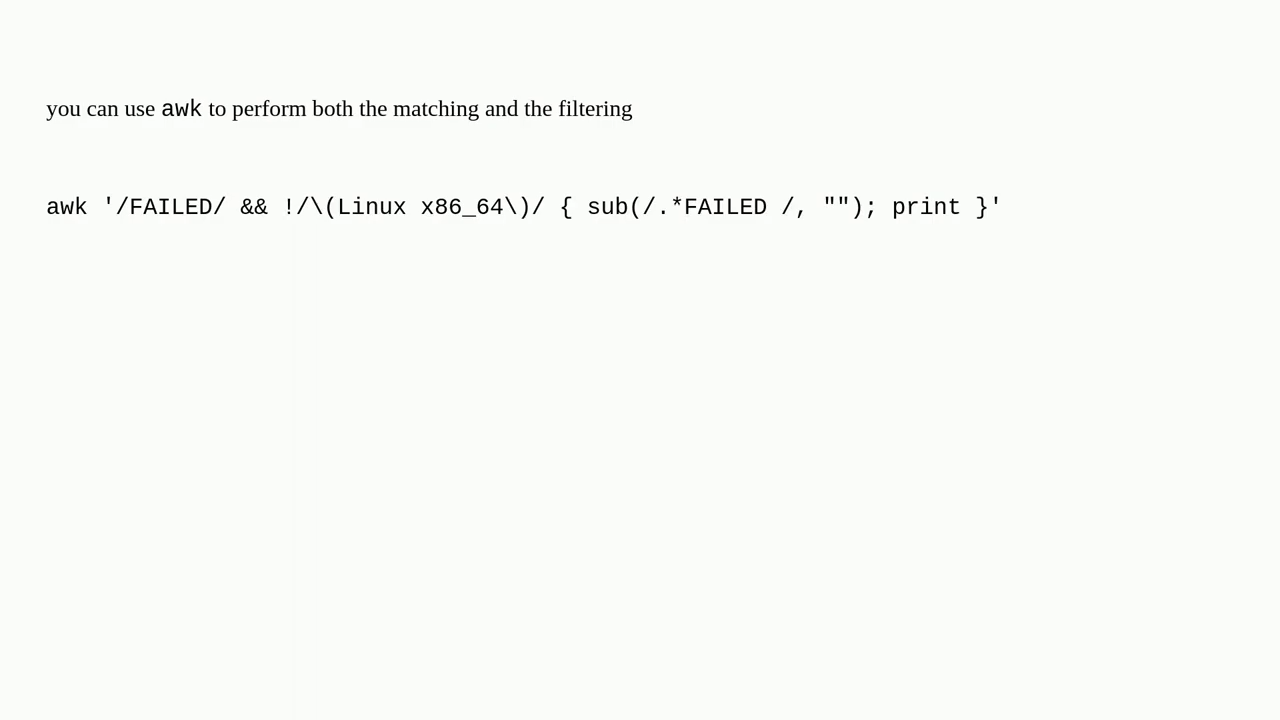 you can use awk to perform both the matching and the filtering
awk '/FAILED/ && !/\(Linux x86_64\)/ { sub(/.*FAILED /, ""); print }'